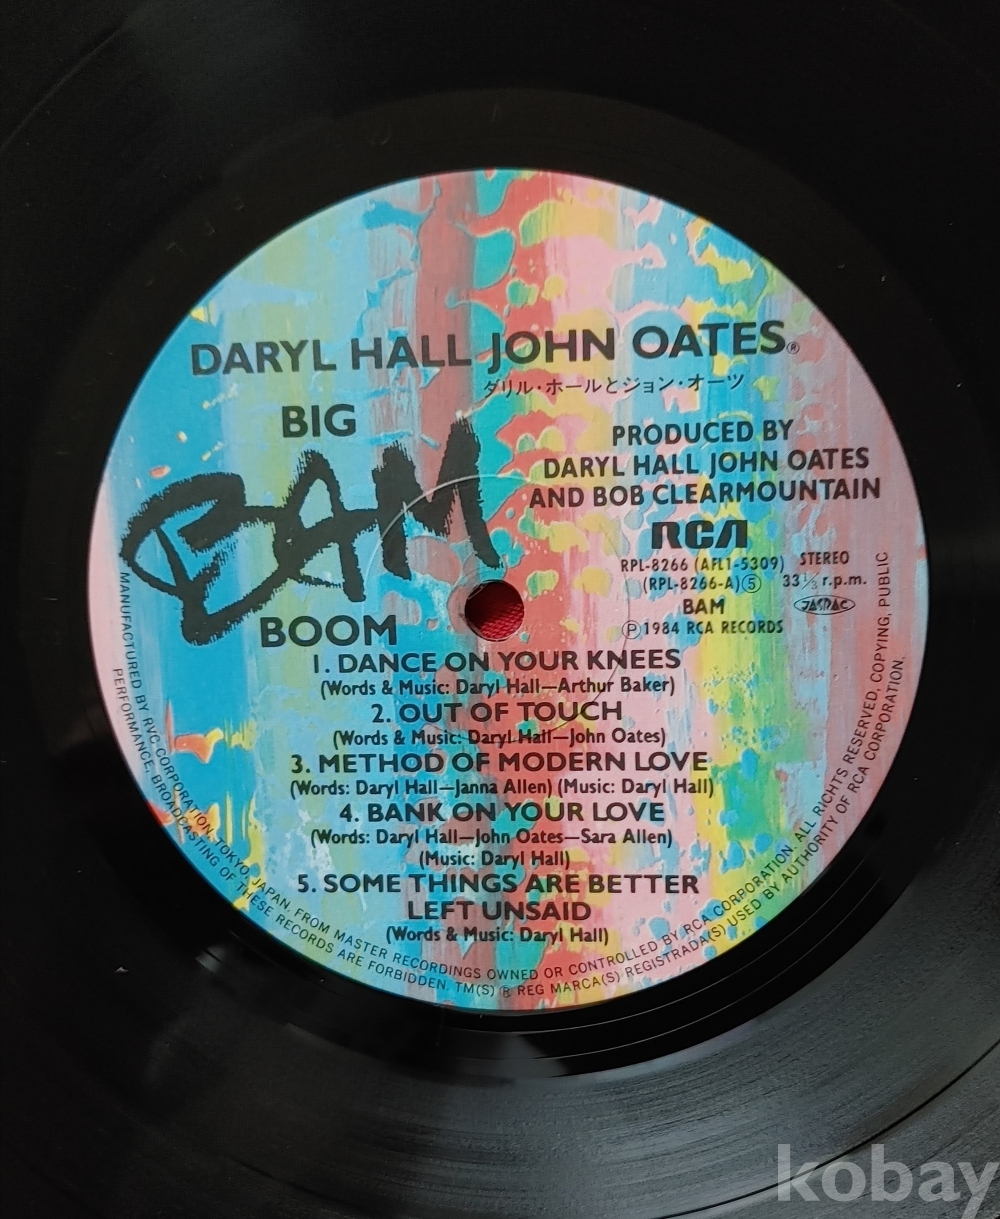 DARYL HALL JOHN OATES®
ダリル・ホールとジョン・オーツ
BIG
BAM
BOOM
PRODUCED BY
DARYL HALL JOHN OATES
AND BOB CLEARMOUNTAIN
RCA
RPL-8266 (AFL1-5309)
(RPL-8266-A)⑤
BAM
Ⓟ1984 RCA RECORDS
STEREO
33⅓ r.p.m.
JASRAC
1. DANCE ON YOUR KNEES
(Words & Music: Daryl Hall—Arthur Baker)
2. OUT OF TOUCH
(Words & Music: Daryl Hall—John Oates)
3. METHOD OF MODERN LOVE
(Words: Daryl Hall—Janna Allen) (Music: Daryl Hall)
4. BANK ON YOUR LOVE
(Words: Daryl Hall—John Oates—Sara Allen)
(Music: Daryl Hall)
5. SOME THINGS ARE BETTER
LEFT UNSAID
(Words & Music: Daryl Hall)
MANUFACTURED BY RVC CORPORATION, TOKYO, JAPAN, FROM MASTER RECORDINGS OWNED OR CONTROLLED BY RCA CORPORATION. ALL RIGHTS RESERVED, COPYING, PUBLIC
PERFORMANCE, BROADCASTING OF THESE RECORDS ARE FORBIDDEN. TM(S) ® REG MARCA(S) REGISTRADA(S) USED BY AUTHORITY OF RCA CORPORATION.
kobay